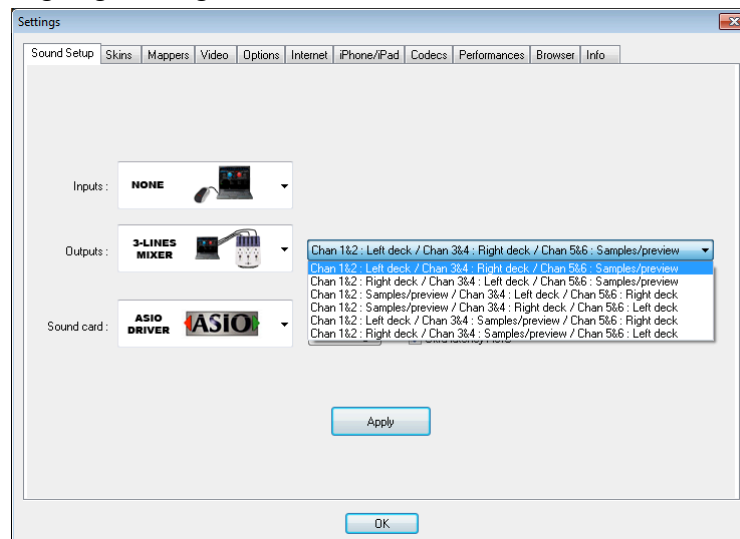 Settings
Sound Setup Skins Mappers Video Options Internet iPhone/iPad Codecs Performances Browser Info
Inputs : NONE
Outputs : 3-LINES MIXER
Chan 1&2 : Left deck / Chan 3&4 : Right deck / Chan 5&6 : Samples/preview
Chan 1&2 : Left deck / Chan 3&4 : Right deck / Chan 5&6 : Samples/preview
Chan 1&2 : Right deck / Chan 3&4 : Left deck / Chan 5&6 : Samples/preview
Chan 1&2 : Samples/preview / Chan 3&4 : Left deck / Chan 5&6 : Right deck
Chan 1&2 : Samples/preview / Chan 3&4 : Right deck / Chan 5&6 : Left deck
Chan 1&2 : Left deck / Chan 3&4 : Samples/preview / Chan 5&6 : Right deck
Chan 1&2 : Right deck / Chan 3&4 : Samples/preview / Chan 5&6 : Left deck
Sound card : ASIO DRIVER ASIO
Apply
OK